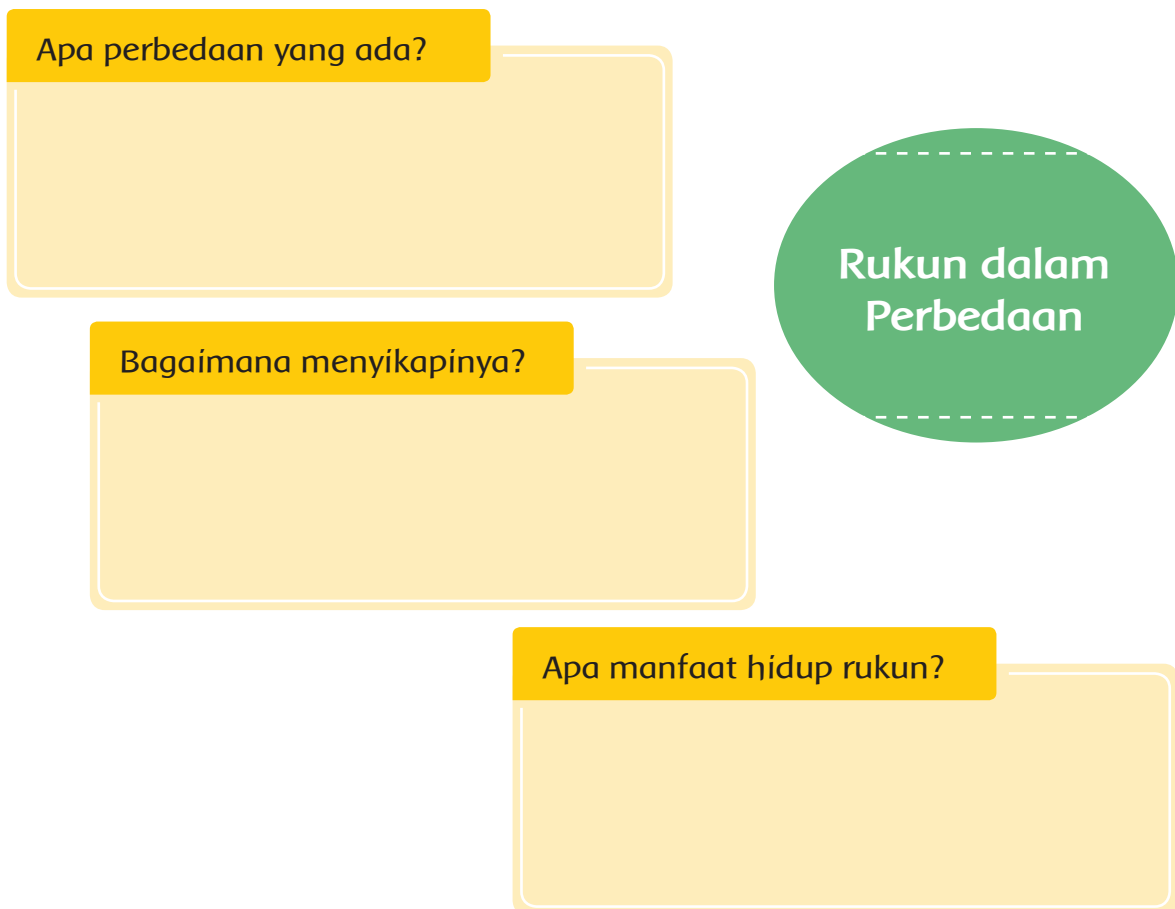 Apa perbedaan yang ada?
Rukun dalam
Perbedaan
Bagaimana menyikapinya?
Apa manfaat hidup rukun?